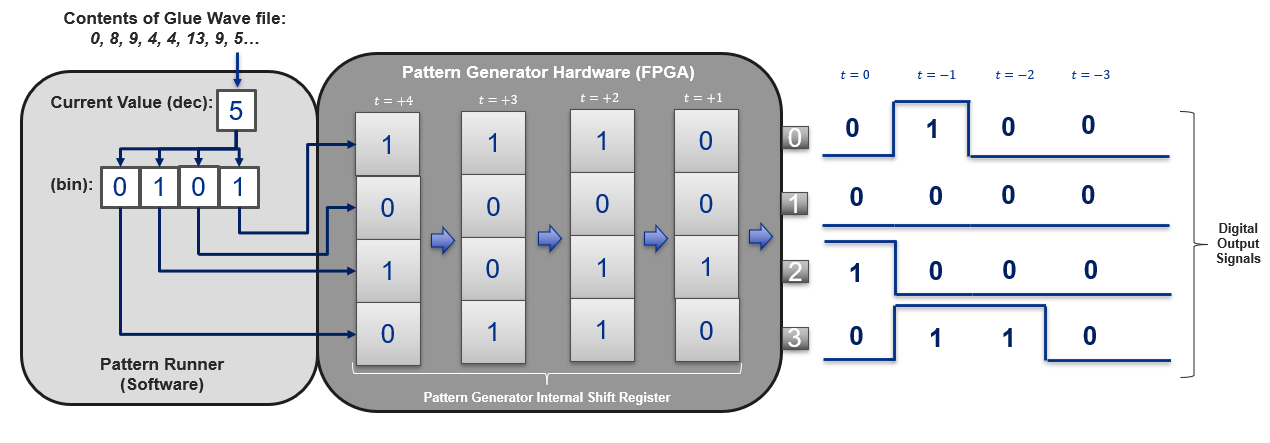 Contents of Glue Wave file:
0, 8, 9, 4, 4, 13, 9, 5...
Current Value (dec):
5
(bin):
0 1 0 1
Pattern Runner
(Software)
Pattern Generator Hardware (FPGA)
t = +4 t = +3 t = +2 t = +1
1 1 1 0
0 0 0 0
1 0 1 1
0 1 1 0
Pattern Generator Internal Shift Register
t = 0 t = −1 t = −2 t = −3
0 0 1 0 0
1 0 0 0 0
2 1 0 0 0
3 0 1 1 0
Digital
Output
Signals